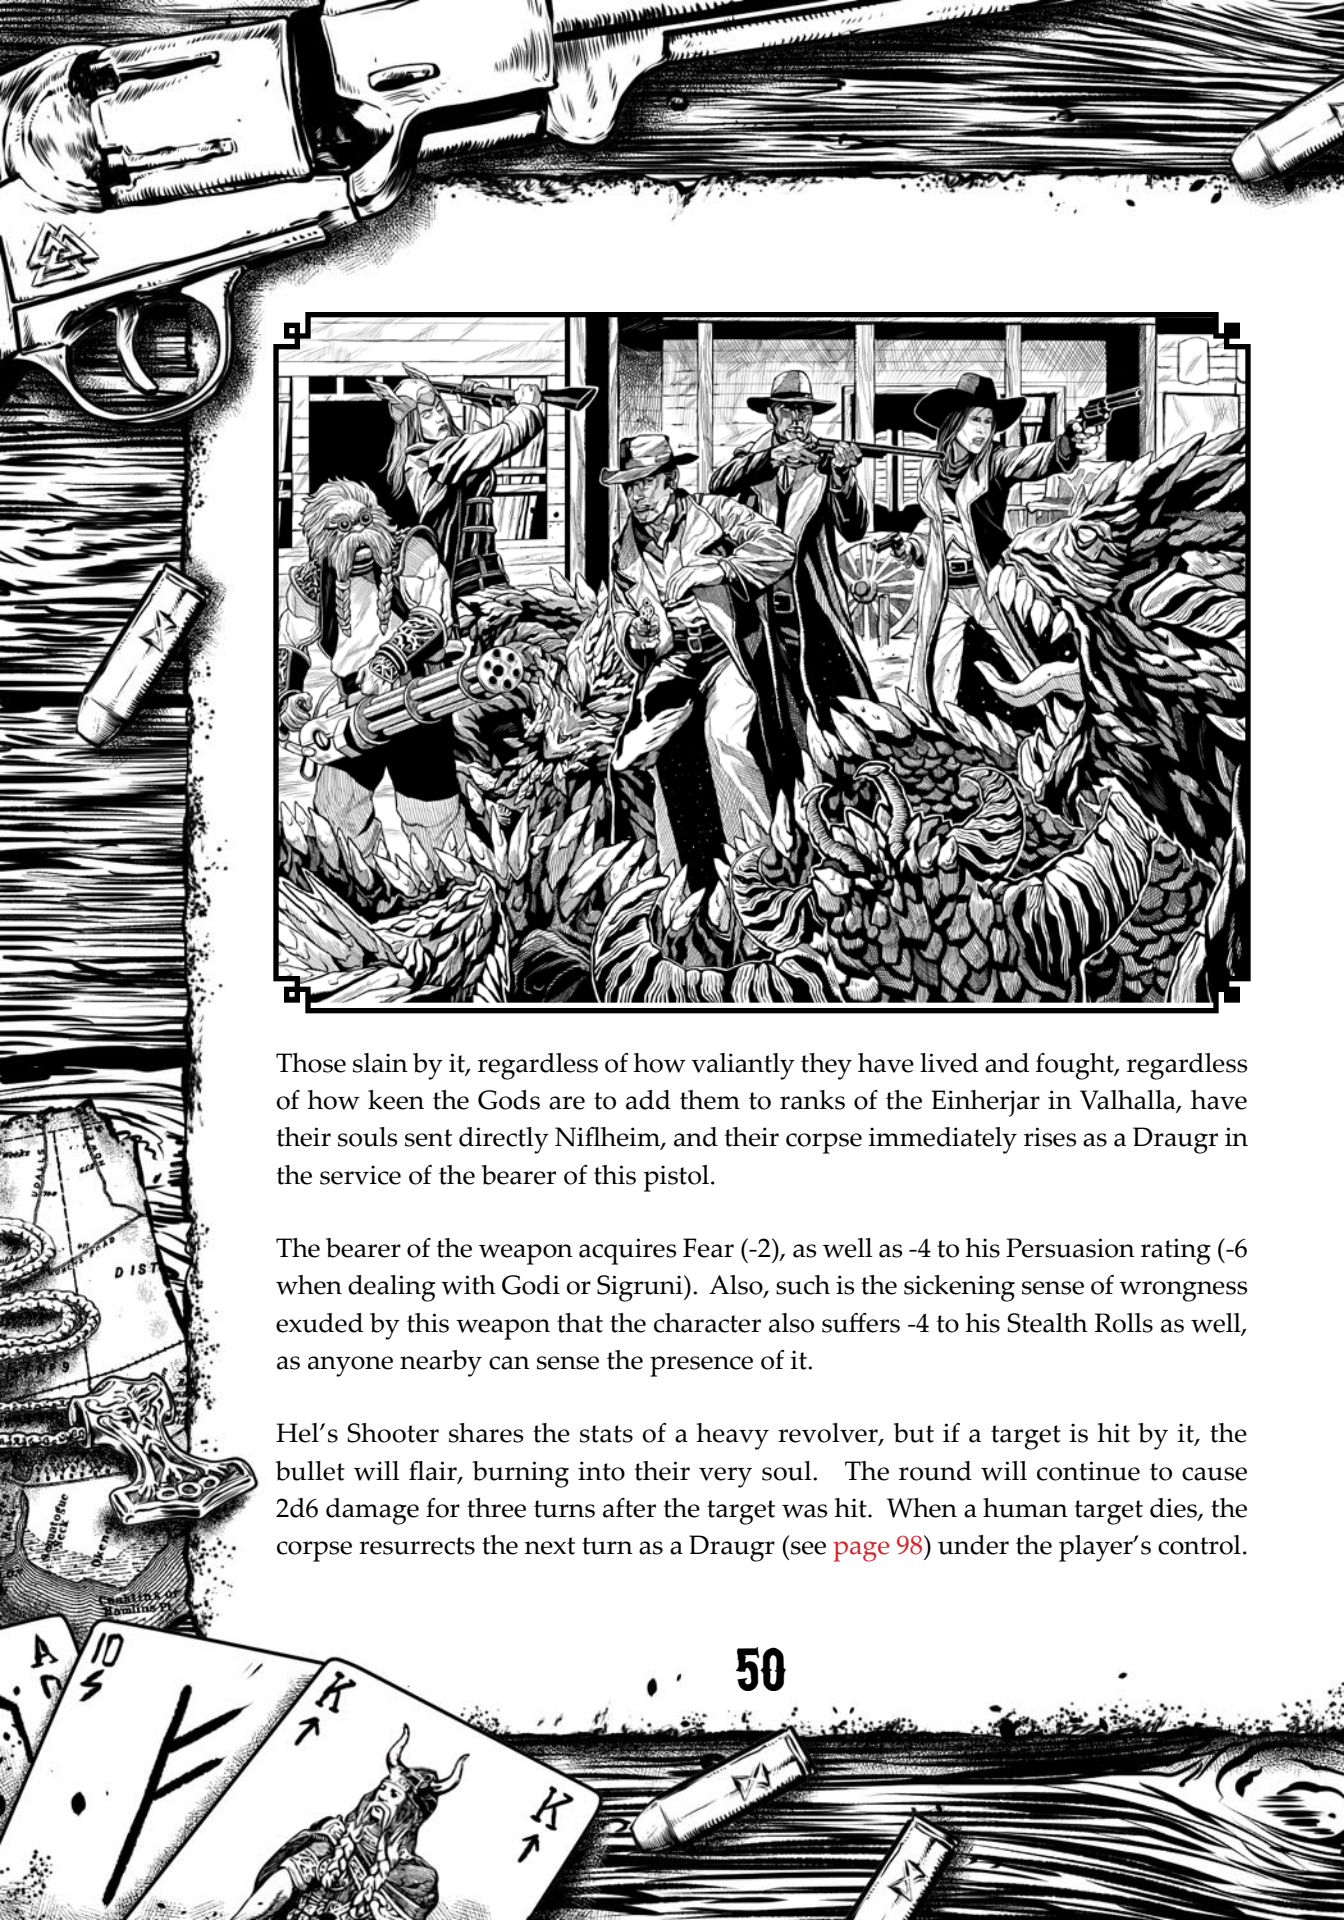 Those slain by it, regardless of how valiantly they have lived and fought, regardless
of how keen the Gods are to add them to ranks of the Einherjar in Valhalla, have
their souls sent directly Niflheim, and their corpse immediately rises as a Draugr in
the service of the bearer of this pistol.
The bearer of the weapon acquires Fear (-2), as well as -4 to his Persuasion rating (-6
when dealing with Godi or Sigruni).  Also, such is the sickening sense of wrongness
exuded by this weapon that the character also suffers -4 to his Stealth Rolls as well,
as anyone nearby can sense the presence of it.
Hel’s Shooter shares the stats of a heavy revolver, but if a target is hit by it, the
bullet will flair, burning into their very soul.   The round will continue to cause
2d6 damage for three turns after the target was hit.  When a human target dies, the
corpse resurrects the next turn as a Draugr (see page 98) under the player’s control.
UDALLS
DIST
Oken
Conklins or
Hamlins Pt
A
10
K
K
50